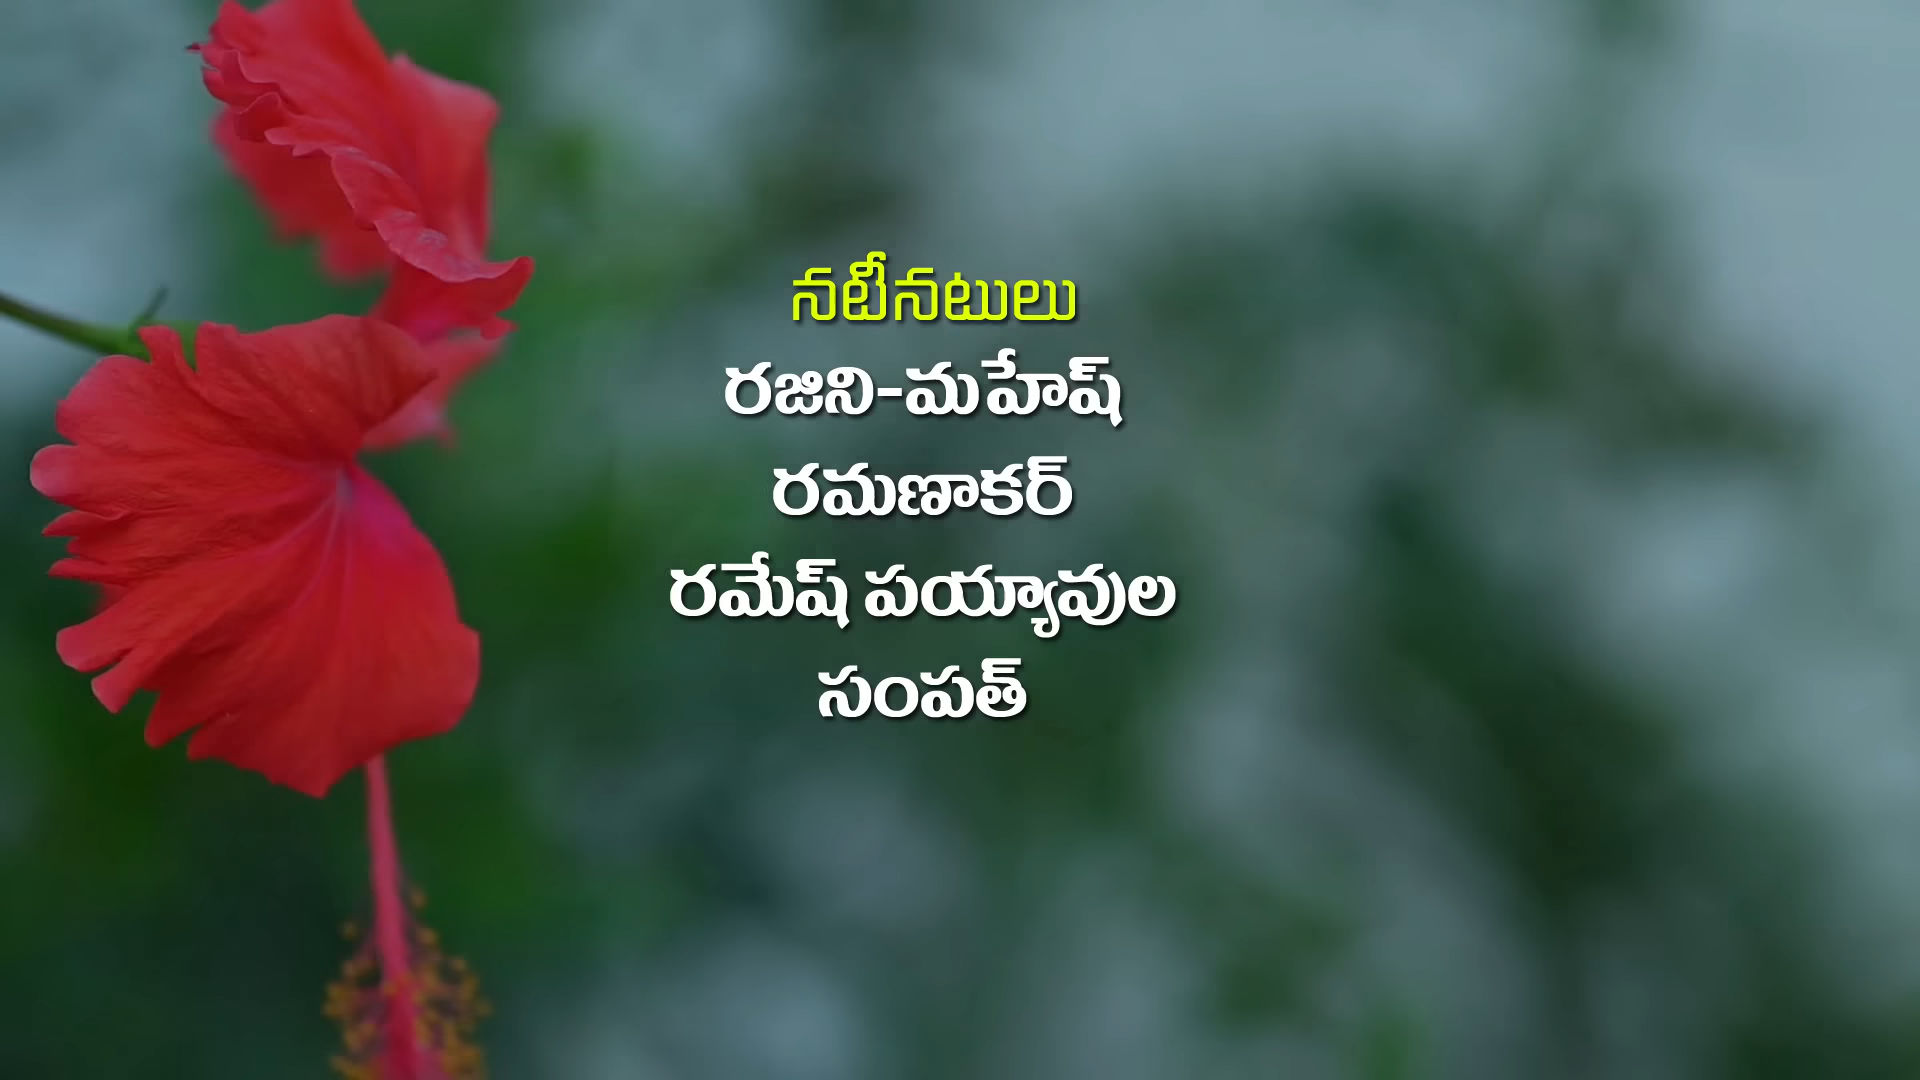 నటీనటులు
రజిని-మహేష్
రమణాకర్
రమేష్ పయ్యావుల
సంపత్